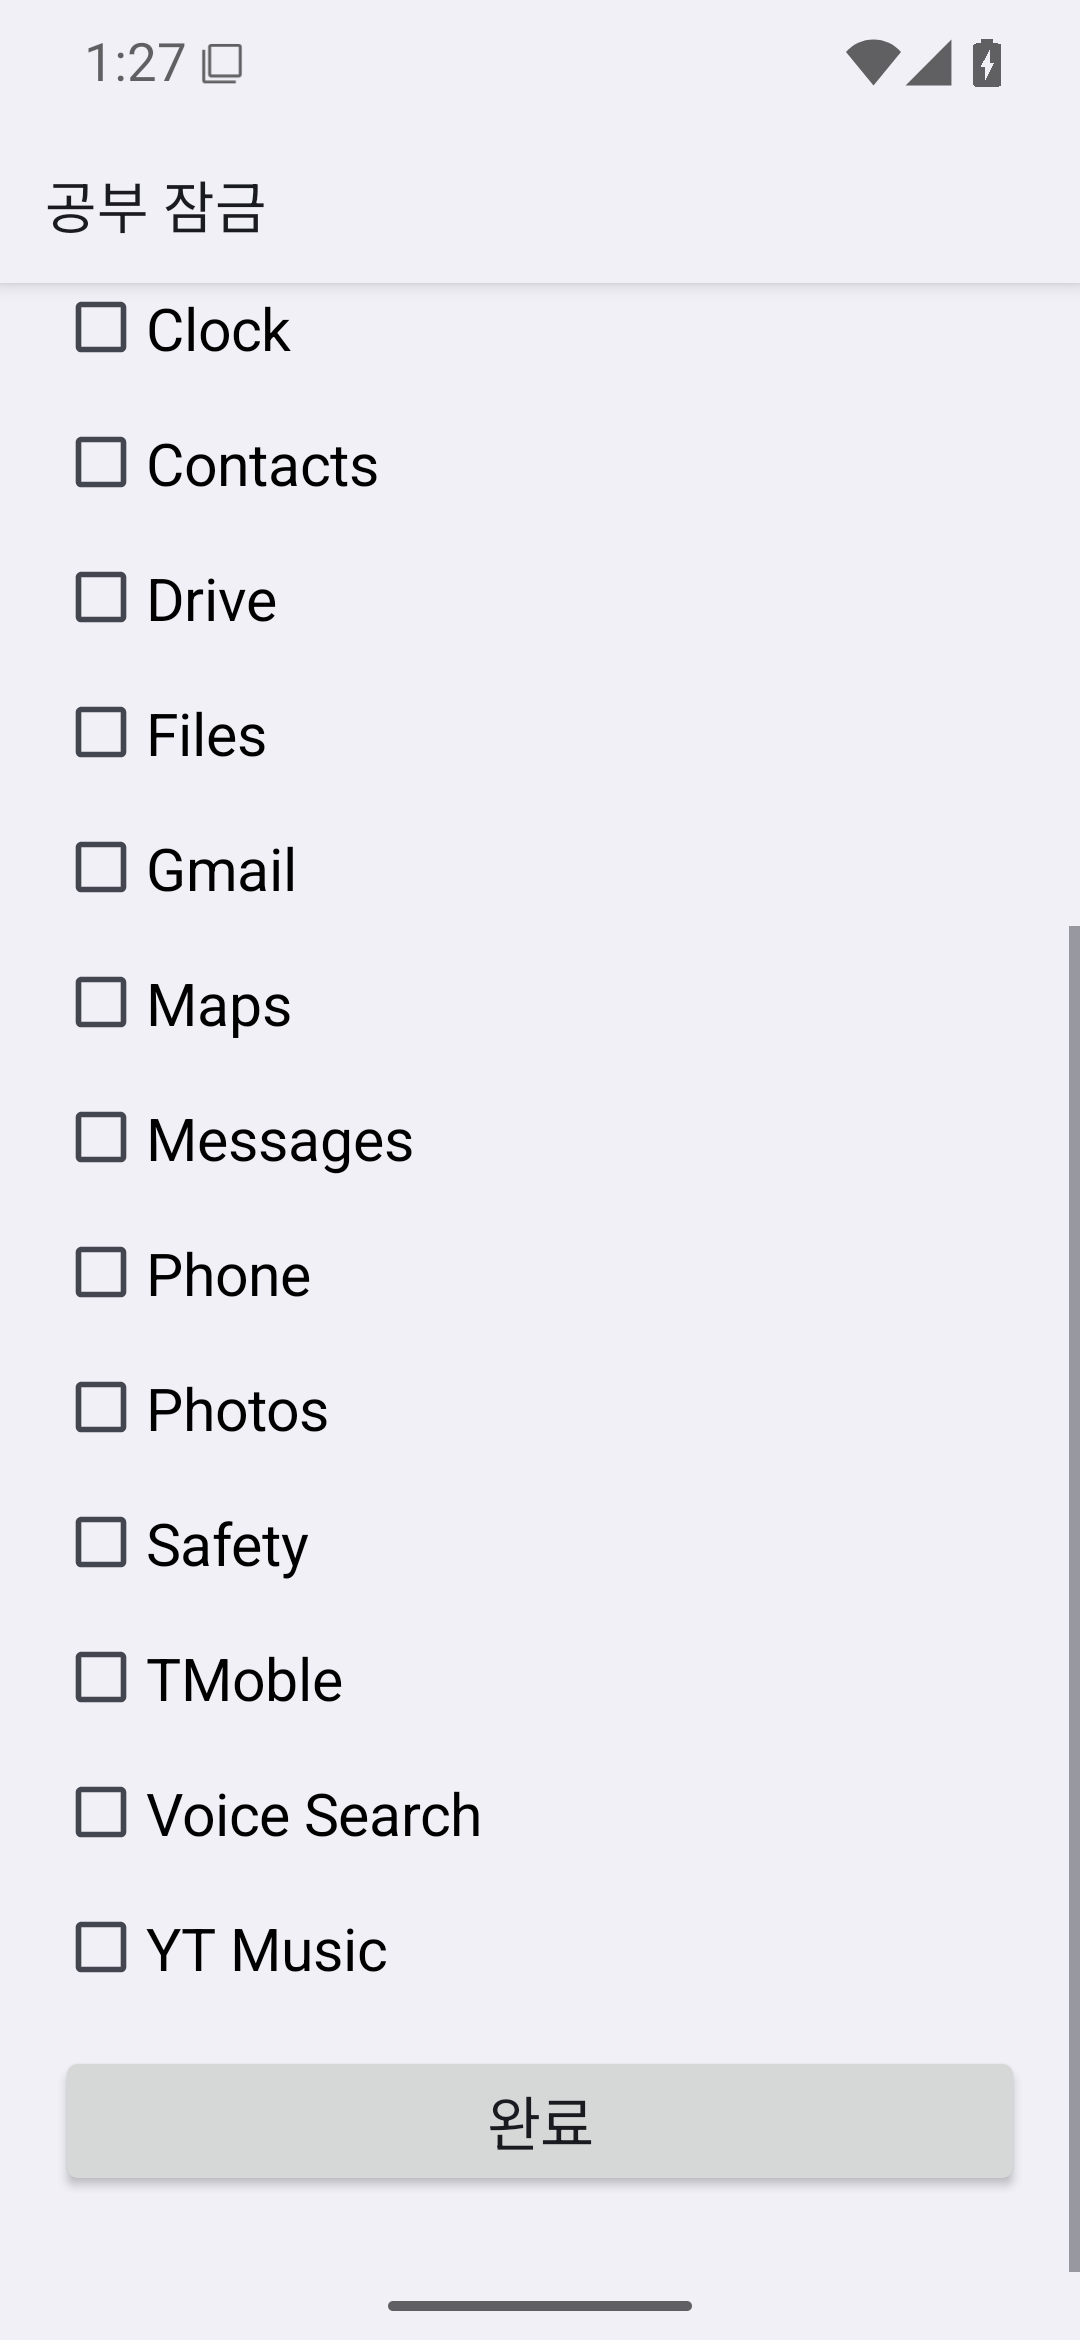 1:27
공부 잠금
Clock
Contacts
Drive
Files
Gmail
Maps
Messages
Phone
Photos
Safety
TMoble
Voice Search
YT Music
완료